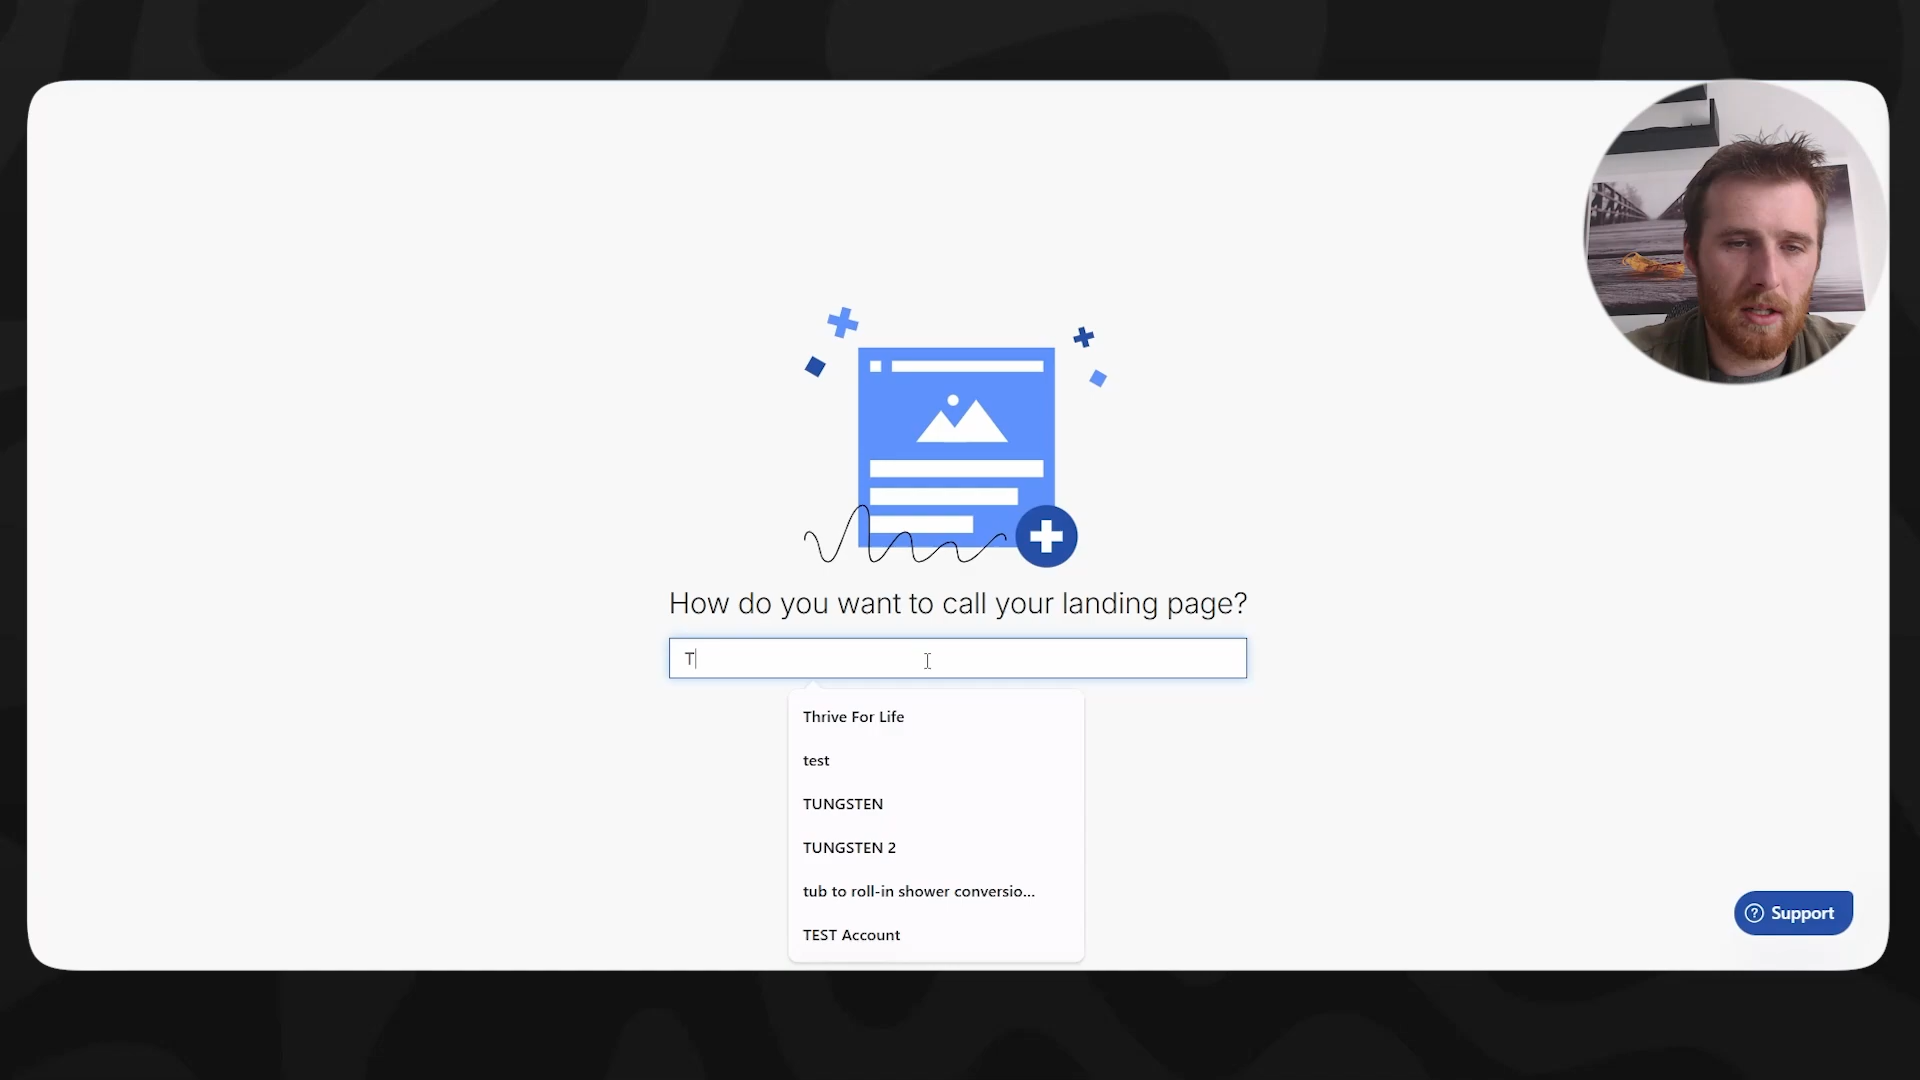 How do you want to call your landing page?
T
Thrive For Life
test
TUNGSTEN
TUNGSTEN 2
tub to roll-in shower conversio...
TEST Account
Support